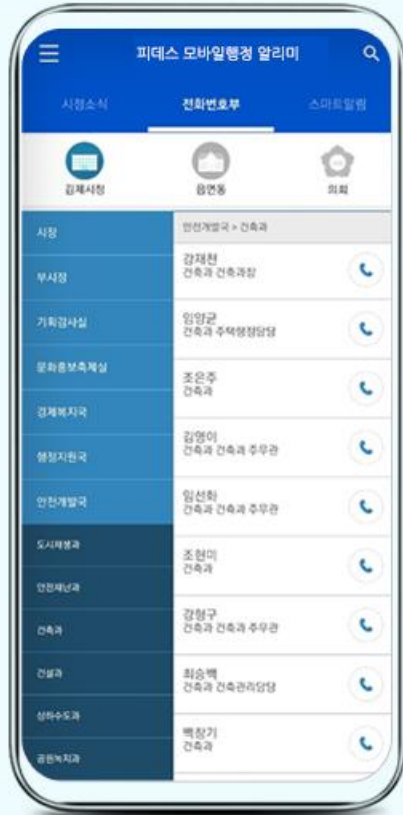 피데스 모바일행정 알리미
시정소식
전화번호부
스마트알림
김제시청
읍면동
의회
시장
부시장
기획감사실
문화홍보축제실
경제복지국
행정지원국
안전개발국
도시재생과
안전재난과
건축과
건설과
상하수도과
공원녹지과
안전개발국 > 건축과
강재천
건축과 건축과장
임양균
건축과 주택행정담당
조은주
건축과
김영이
건축과 건축과 주무관
임선화
건축과 건축과 주무관
조현미
건축과
강형구
건축과 건축과 주무관
최승백
건축과 건축관리담당
백장기
건축과